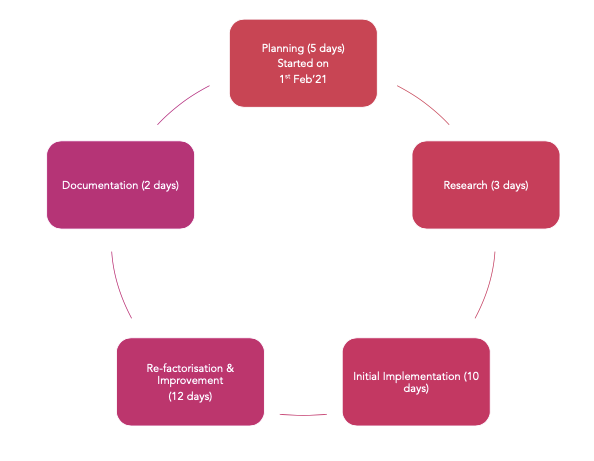 Planning (5 days)
Started on
1st Feb’21
Research (3 days)
Initial Implementation (10
days)
Re-factorisation &
Improvement
(12 days)
Documentation (2 days)